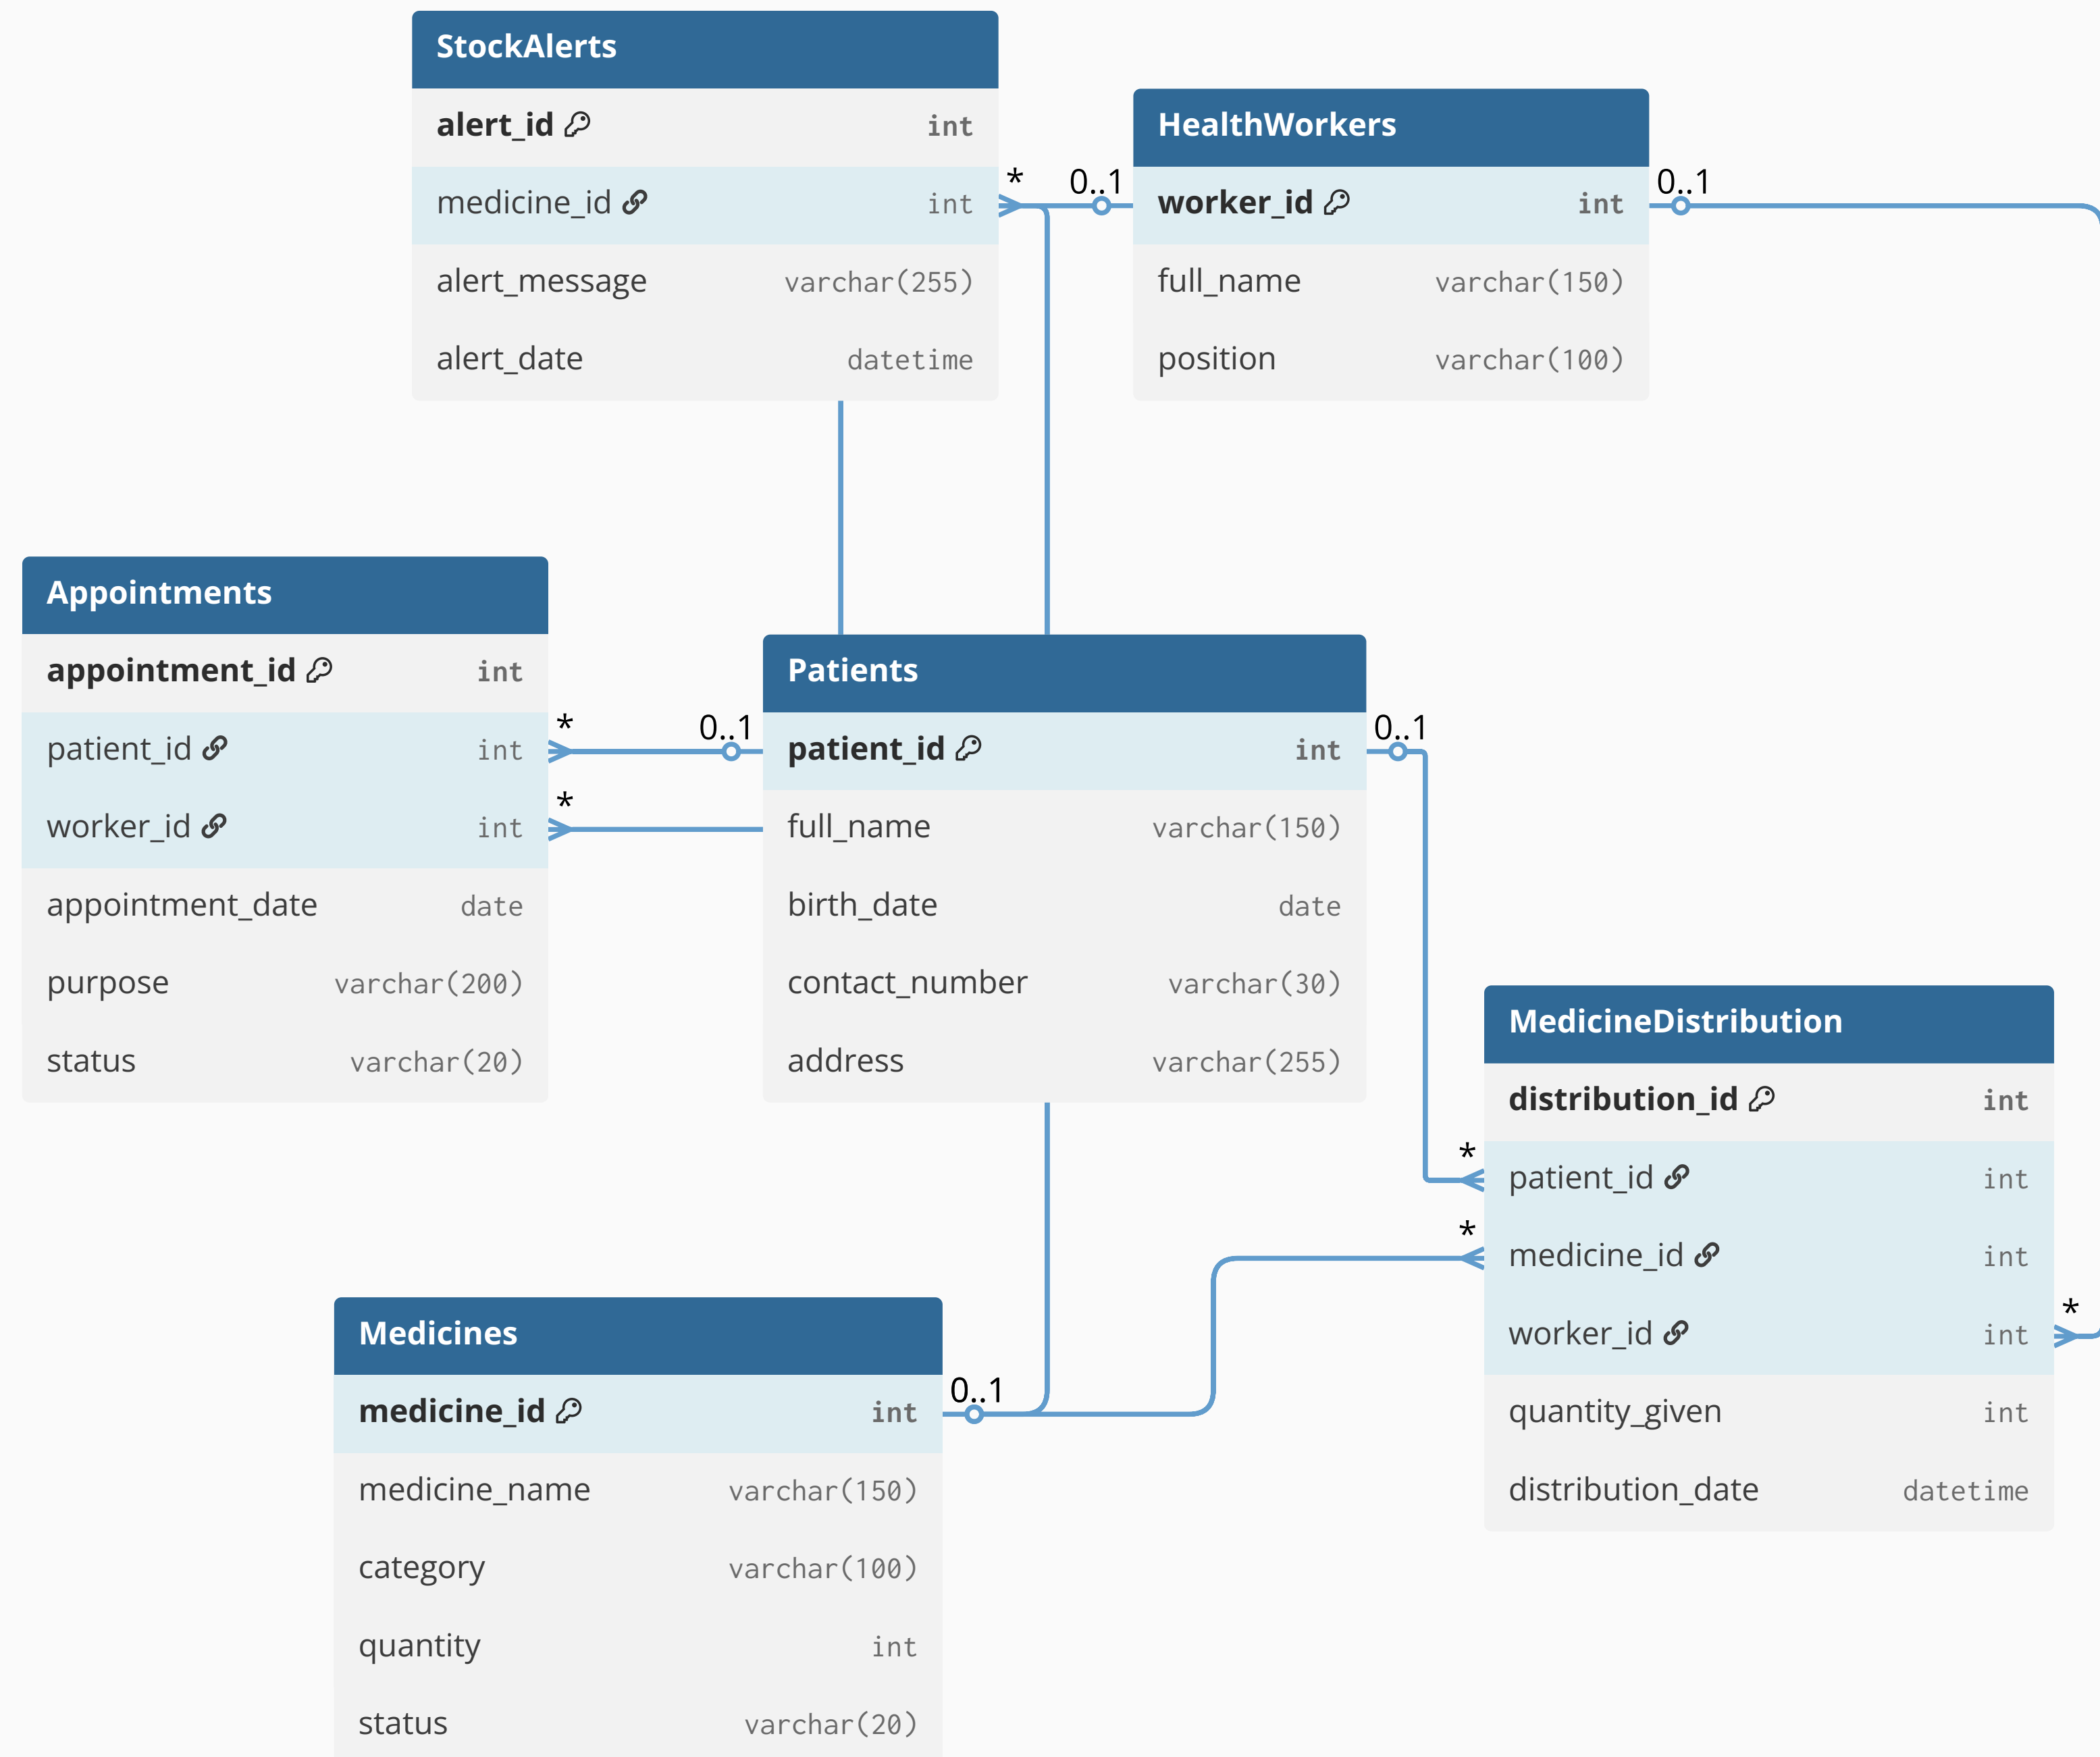 StockAlerts
alert_id int
medicine_id int
alert_message varchar(255)
alert_date datetime
* 0..1
HealthWorkers
worker_id int
full_name varchar(150)
position varchar(100)
0..1
Appointments
appointment_id int
patient_id int
worker_id int
appointment_date date
purpose varchar(200)
status varchar(20)
* 0..1
*
Patients
patient_id int
full_name varchar(150)
birth_date date
contact_number varchar(30)
address varchar(255)
0..1
MedicineDistribution
distribution_id int
* patient_id int
* medicine_id int
worker_id int *
quantity_given int
distribution_date datetime
Medicines
medicine_id int 0..1
medicine_name varchar(150)
category varchar(100)
quantity int
status varchar(20)